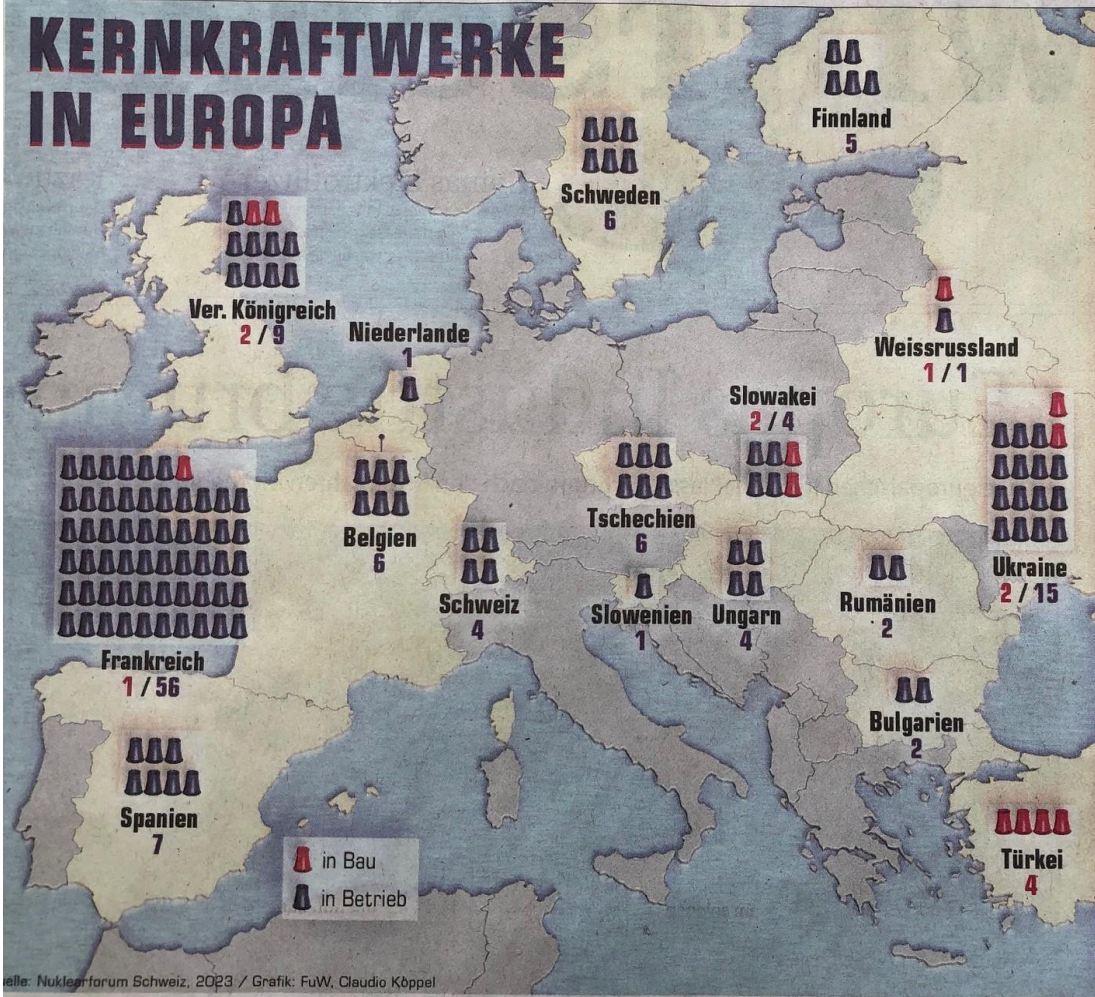 KERNKRAFTWERKE
IN EUROPA
Finnland
5
Schweden
6
Ver. Königreich
2 / 9
Niederlande
1
Weissrussland
1 / 1
Slowakei
2 / 4
Tschechien
6
Belgien
6
Schweiz
4
Slowenien
1
Ungarn
4
Rumänien
2
Ukraine
2 / 15
Frankreich
1 / 56
Bulgarien
2
Spanien
7
Türkei
4
in Bau
in Betrieb
elle: Nuklearforum Schweiz, 2023 / Grafik: FuW, Claudio Köppel